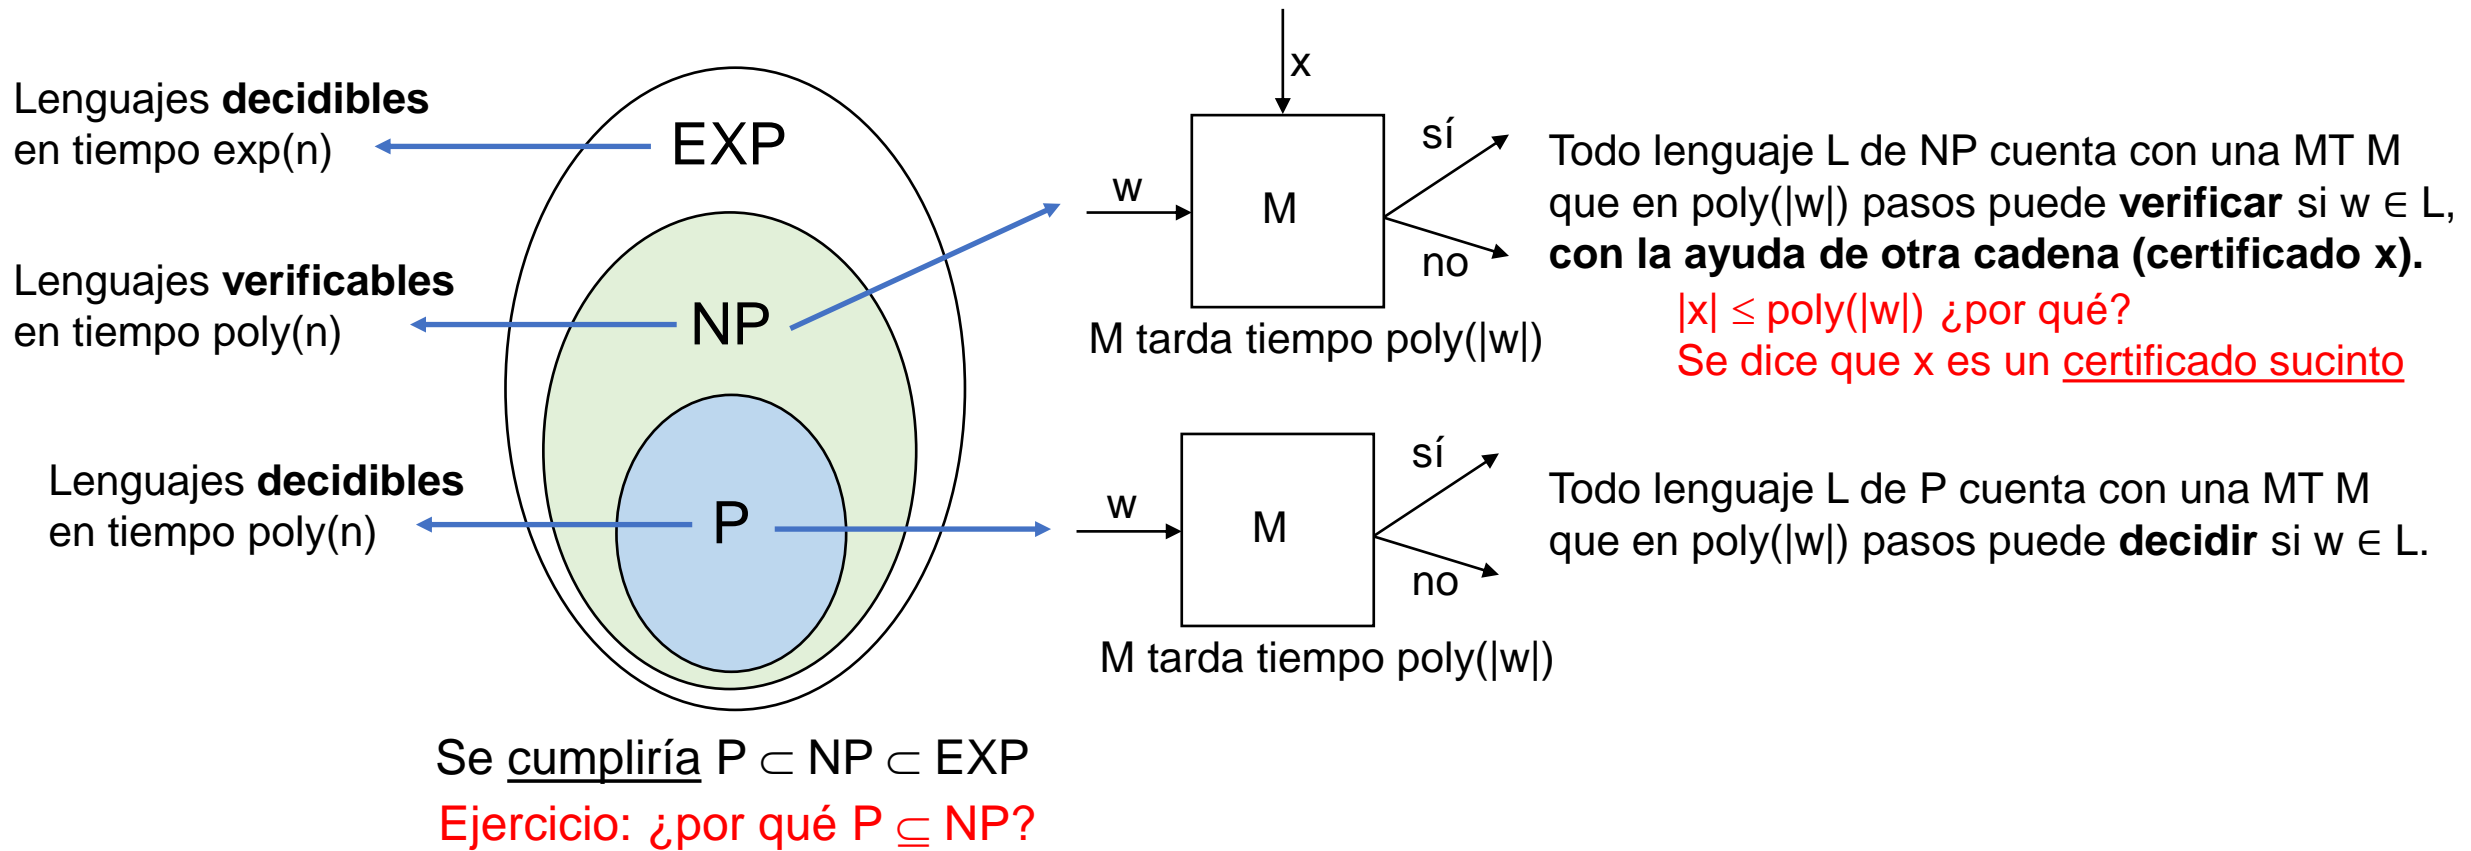 Lenguajes decidibles
en tiempo exp(n)
EXP
Lenguajes verificables
en tiempo poly(n)
NP
Lenguajes decidibles
en tiempo poly(n)
P
x
w
M
sí
no
M tarda tiempo poly(|w|)
Todo lenguaje L de NP cuenta con una MT M
que en poly(|w|) pasos puede verificar si w ∈ L,
con la ayuda de otra cadena (certificado x).
|x| ≤ poly(|w|) ¿por qué?
Se dice que x es un certificado sucinto
w
M
sí
no
M tarda tiempo poly(|w|)
Todo lenguaje L de P cuenta con una MT M
que en poly(|w|) pasos puede decidir si w ∈ L.
Se cumpliría P ⊂ NP ⊂ EXP
Ejercicio: ¿por qué P ⊆ NP?